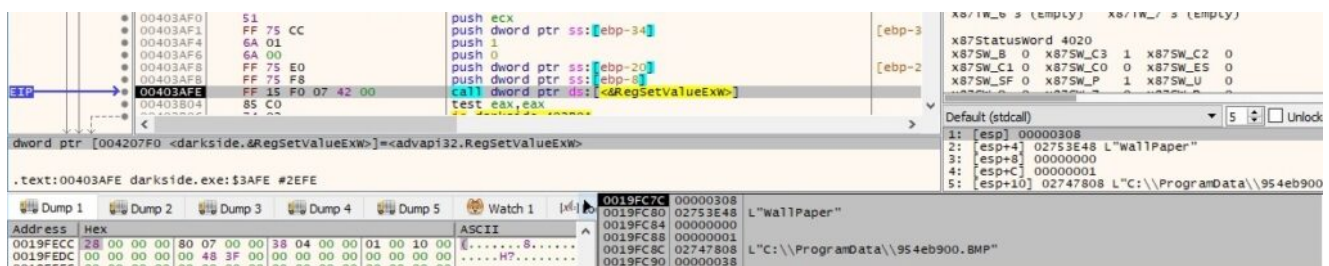 00403AF0 51 push ecx
00403AF1 FF 75 CC push dword ptr ss:[ebp-34] [ebp-3
00403AF4 6A 01 push 1
00403AF6 6A 00 push 0
00403AF8 FF 75 E0 push dword ptr ss:[ebp-20] [ebp-2
00403AFB FF 75 F8 push dword ptr ss:[ebp-8]
EIP 00403AFE FF 15 F0 07 42 00 call dword ptr ds:[<&RegSetValueExW>]
00403B04 85 C0 test eax,eax
dword ptr [004207F0 <darkside.&RegSetValueExW>]=<advapi32.RegSetValueExW>
.text:00403AFE darkside.exe:$3AFE #2EFE
x87TW_6 3 (Empty) x87TW_7 3 (Empty)
x87StatusWord 4020
x87SW_B 0 x87SW_C3 1 x87SW_C2 0
x87SW_C1 0 x87SW_C0 0 x87SW_ES 0
x87SW_SF 0 x87SW_P 1 x87SW_U 0
Default (stdcall) 5 Unlock
1: [esp] 00000308
2: [esp+4] 02753E48 L"WallPaper"
3: [esp+8] 00000000
4: [esp+C] 00000001
5: [esp+10] 02747808 L"C:\\ProgramData\\954eb900
Dump 1 Dump 2 Dump 3 Dump 4 Dump 5 Watch 1
Address Hex ASCII
0019FECC 28 00 00 00 80 07 00 00 38 04 00 00 01 00 10 00 (.......8.......
0019FEDC 00 00 00 00 00 48 3F 00 00 00 00 00 00 00 00 00 .....H?.........
0019FC7C 00000308
0019FC80 02753E48 L"WallPaper"
0019FC84 00000000
0019FC88 00000001
0019FC8C 02747808 L"C:\\ProgramData\\954eb900.BMP"
0019FC90 00000038